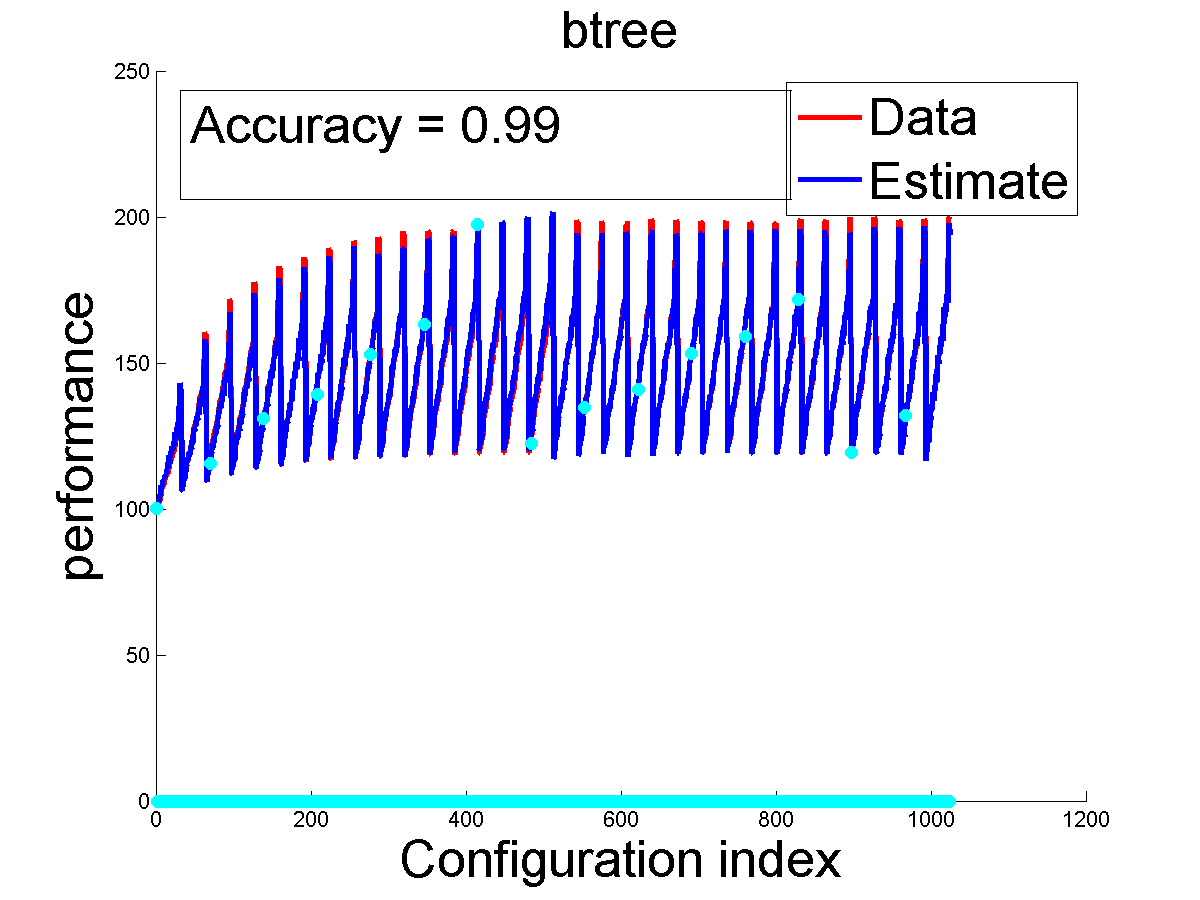 btree
250
200
150
100
50
0
Accuracy = 0.99
Data
Estimate
performance
0 200 400 600 800 1000 1200
Configuration index